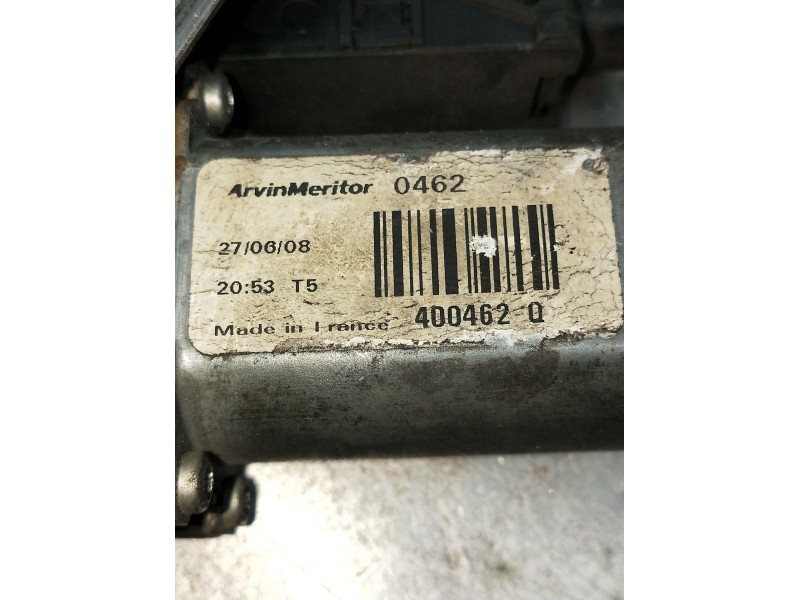 ArvinMeritor 0462
27/06/08
20:53 T5
Made in France 400462 Q